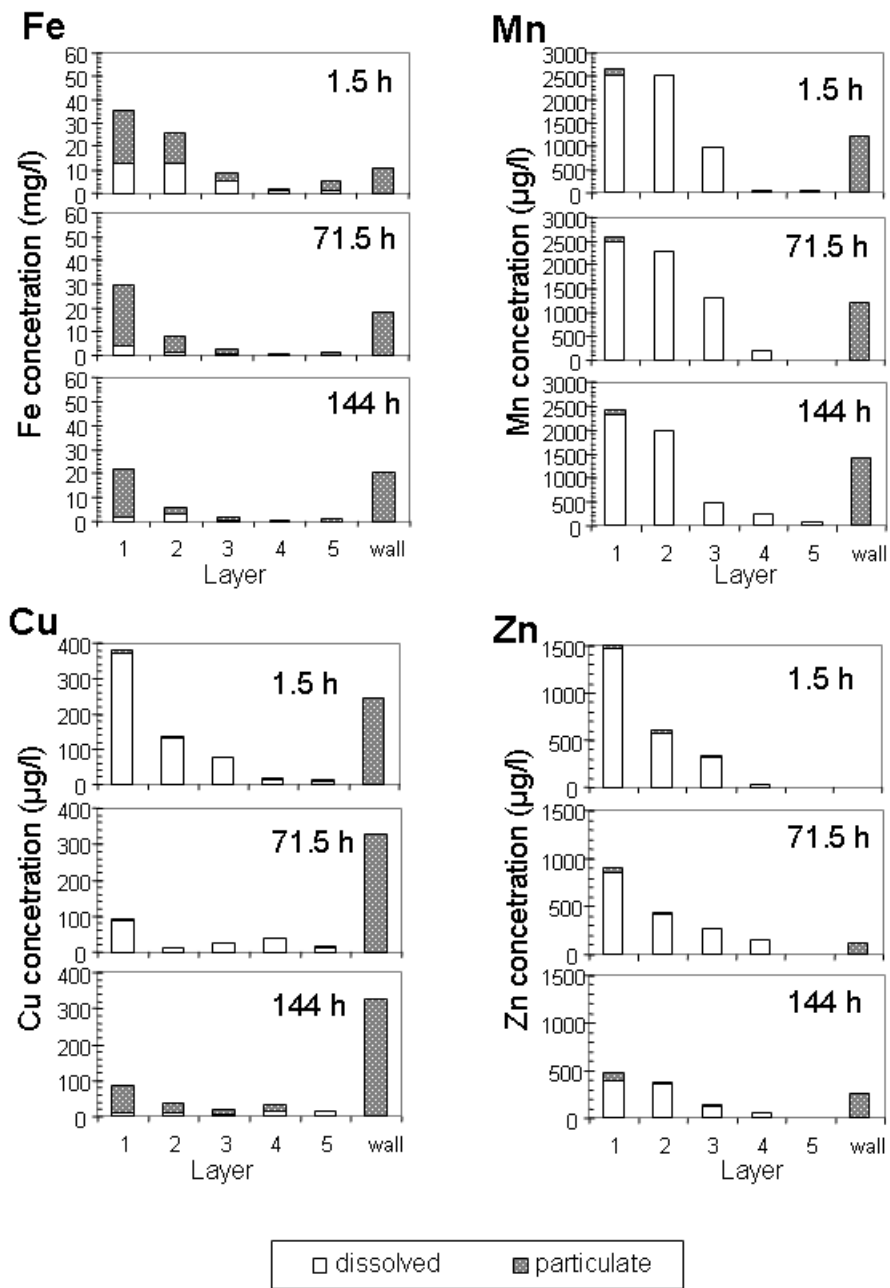 Fe
Fe concetration (mg/l)
60
50
40
30
20
10
0
1.5 h
60
50
40
30
20
10
0
71.5 h
60
50
40
30
20
10
0
144 h
1 2 3 4 5 wall
Layer
Mn
Mn concetration (µg/l)
3000
2500
2000
1500
1000
500
0
1.5 h
3000
2500
2000
1500
1000
500
0
71.5 h
3000
2500
2000
1500
1000
500
0
144 h
1 2 3 4 5 wall
Layer
Cu
Cu concetration (µg/l)
400
300
200
100
0
1.5 h
400
300
200
100
0
71.5 h
400
300
200
100
0
144 h
1 2 3 4 5 wall
Layer
Zn
Zn concetration (µg/l)
1500
1000
500
0
1.5 h
1500
1000
500
0
71.5 h
1500
1000
500
0
144 h
1 2 3 4 5 wall
Layer
dissolved particulate